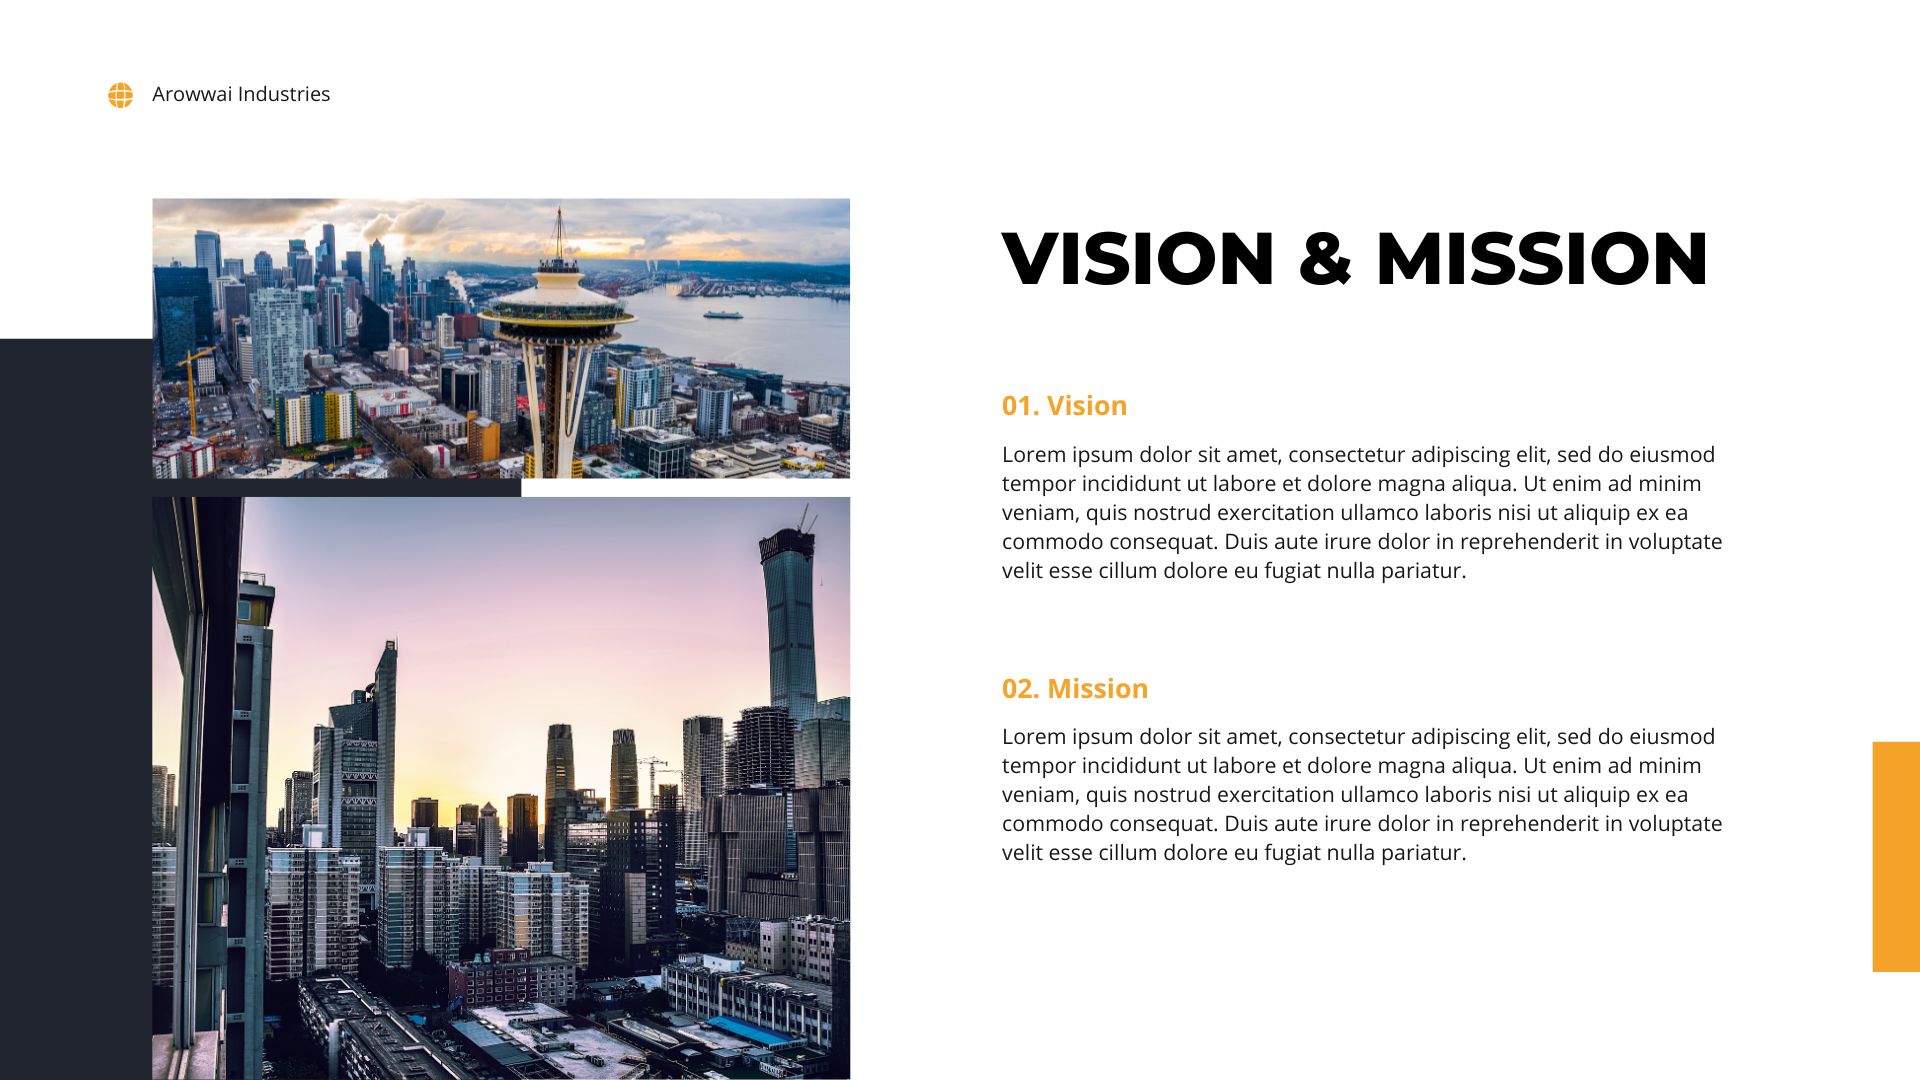 Arowwai Industries
VISION & MISSION
01. Vision
Lorem ipsum dolor sit amet, consectetur adipiscing elit, sed do eiusmod
tempor incididunt ut labore et dolore magna aliqua. Ut enim ad minim
veniam, quis nostrud exercitation ullamco laboris nisi ut aliquip ex ea
commodo consequat. Duis aute irure dolor in reprehenderit in voluptate
velit esse cillum dolore eu fugiat nulla pariatur.
02. Mission
Lorem ipsum dolor sit amet, consectetur adipiscing elit, sed do eiusmod
tempor incididunt ut labore et dolore magna aliqua. Ut enim ad minim
veniam, quis nostrud exercitation ullamco laboris nisi ut aliquip ex ea
commodo consequat. Duis aute irure dolor in reprehenderit in voluptate
velit esse cillum dolore eu fugiat nulla pariatur.